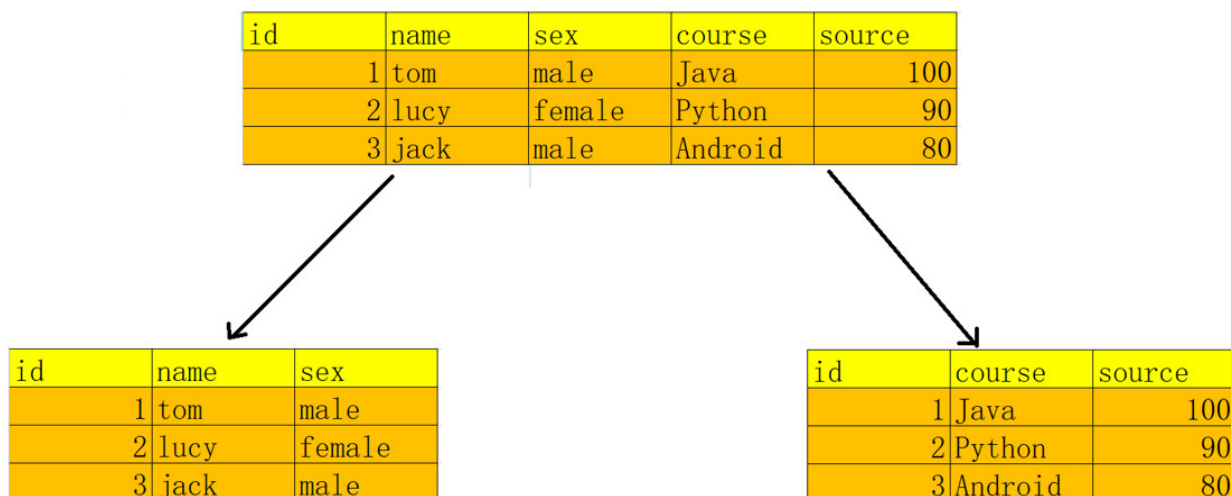 id name sex course source
1 tom male Java 100
2 lucy female Python 90
3 jack male Android 80
id name sex
1 tom male
2 lucy female
3 jack male
id course source
1 Java 100
2 Python 90
3 Android 80